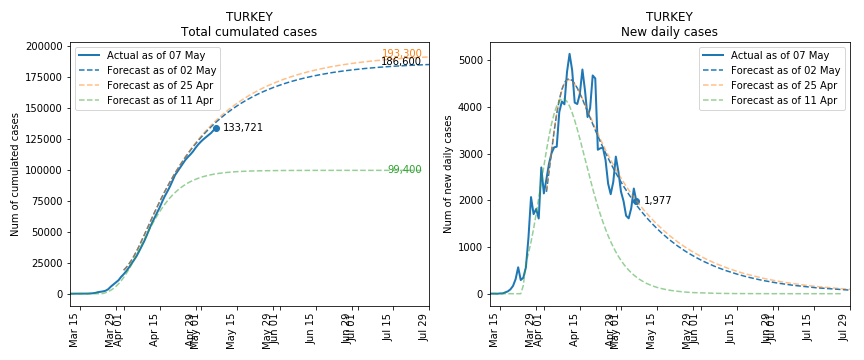 TURKEY
Total cumulated cases
Num of cumulated cases
200000
175000
150000
125000
100000
75000
50000
25000
0
Actual as of 07 May
Forecast as of 02 May
Forecast as of 25 Apr
Forecast as of 11 Apr
193,300
186,600
133,721
99,400
Mar 15
Mar 29
Apr 01
Apr 15
Apr 29
May 01
May 15
May 29
Jun 01
Jun 15
Jun 29
Jul 01
Jul 15
Jul 29
TURKEY
New daily cases
Num of new daily cases
5000
4000
3000
2000
1000
0
Actual as of 07 May
Forecast as of 02 May
Forecast as of 25 Apr
Forecast as of 11 Apr
1,977
Mar 15
Mar 29
Apr 01
Apr 15
Apr 29
May 01
May 15
May 29
Jun 01
Jun 15
Jun 29
Jul 01
Jul 15
Jul 29